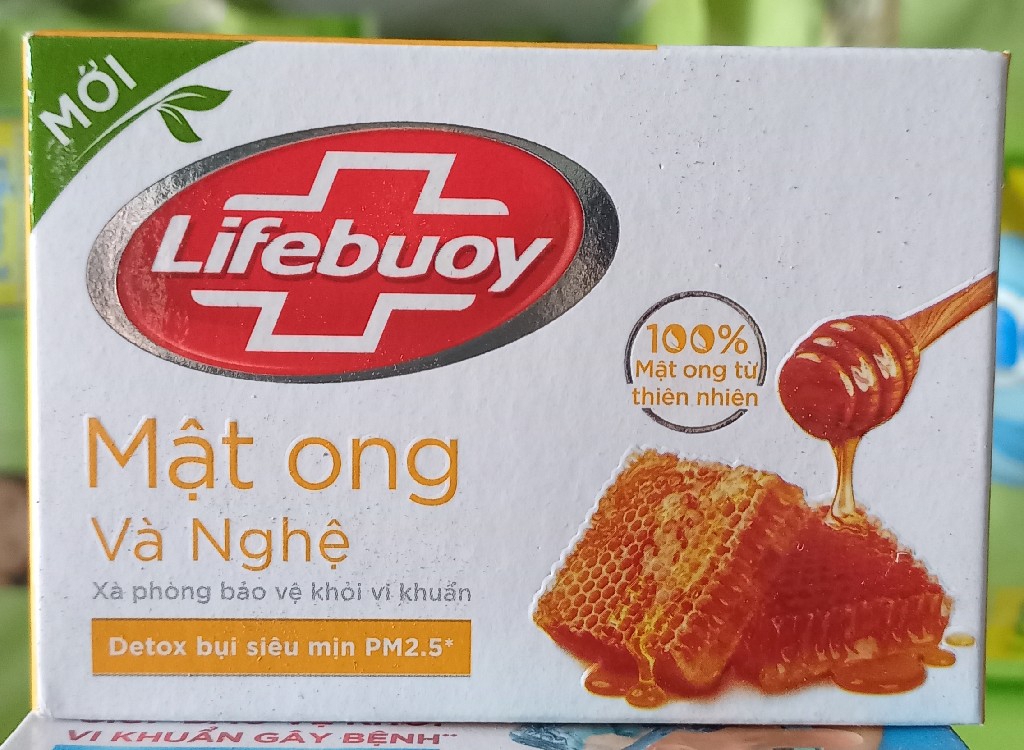 MỚI
Lifebuoy
100%
Mật ong từ
thiên nhiên
Mật ong
Và Nghệ
Xà phòng bảo vệ khỏi vi khuẩn
Detox bụi siêu mịn PM2.5*
VI KHUẨN GÂY BỆNH**